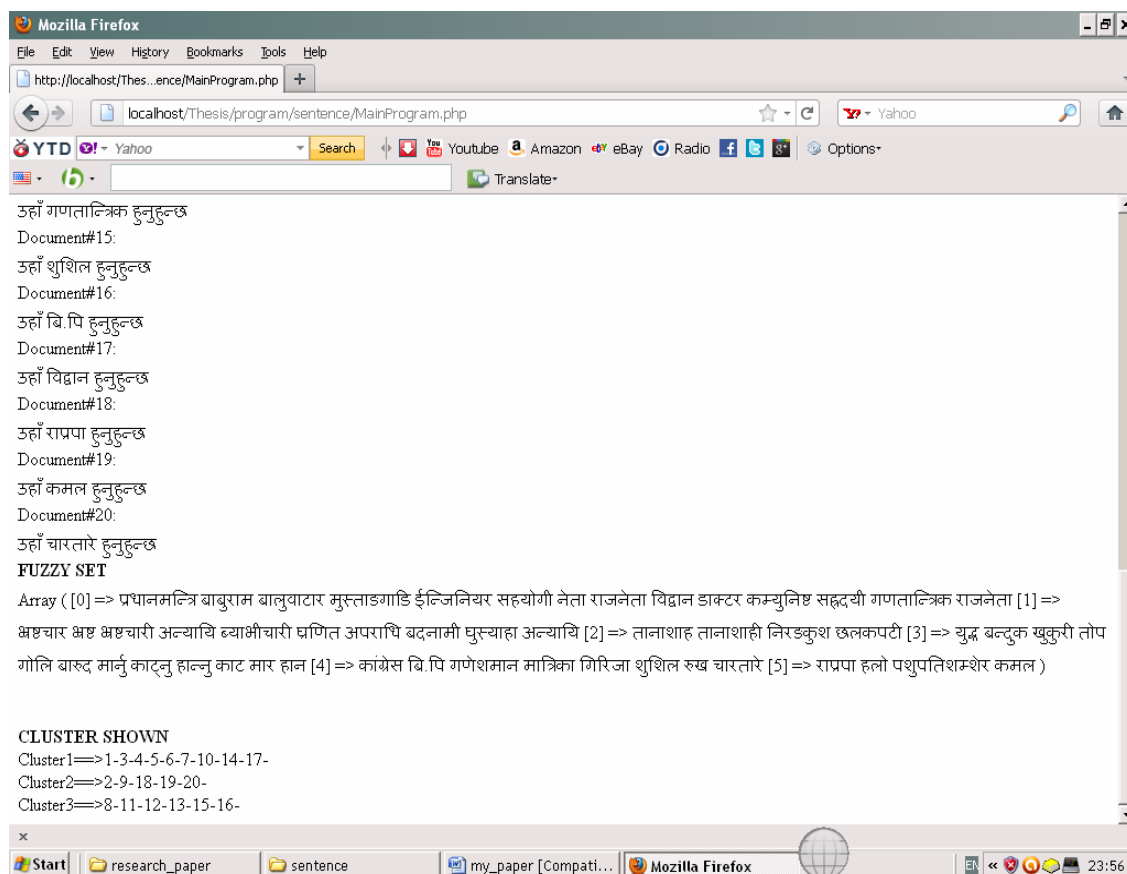 Mozilla Firefox
File Edit View History Bookmarks Tools Help
http://localhost/Thes...ence/MainProgram.php
localhost/Thesis/program/sentence/MainProgram.php Yahoo
YTD Yahoo Search You Tube Youtube Amazon eBay Radio Options
Translate
उहाँ गणतान्त्रिक हुनुहुन्छ
Document#15:
उहाँ शुशिल हुनुहुन्छ
Document#16:
उहाँ बि.पि हुनुहुन्छ
Document#17:
उहाँ विद्वान हुनुहुन्छ
Document#18:
उहाँ राप्रपा हुनुहुन्छ
Document#19:
उहाँ कमल हुनुहुन्छ
Document#20:
उहाँ चारतारे हुनुहुन्छ
FUZZY SET
Array ( [0] => प्रधानमन्त्रि बाबुराम बालुवाटार मुस्ताङगाडि ईन्जिनियर सहयोगी नेता राजनेता विद्वान डाक्टर कम्युनिष्ट सहृदयी गणतान्त्रिक राजनेता [1] =>
भ्रष्टचार भ्रष्ट भ्रष्टचारी अन्यायि ब्याभीचारी घ्रणित अपराधि बदनामी घुस्याहा अन्यायि [2] => तानाशाह तानाशाही निरङकुश छलकपटी [3] => युद्ध बन्दुक खुकुरी तोप
गोलि बारुद मार्नु काट्नु हान्नु काट मार हान [4] => कांग्रेस बि.पि गणेशमान मात्रिका गिरिजा शुशिल रुख चारतारे [5] => राप्रपा हलो पशुपतिशम्शेर कमल )
CLUSTER SHOWN
Cluster1==>1-3-4-5-6-7-10-14-17-
Cluster2==>2-9-18-19-20-
Cluster3==>8-11-12-13-15-16-
Start research_paper sentence my_paper [Compati... Mozilla Firefox EN 23:56